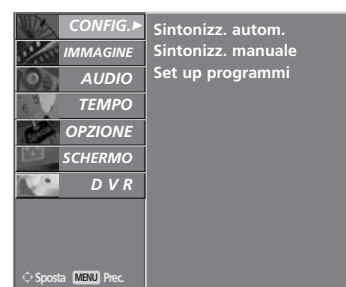 CONFIG.
IMMAGINE
AUDIO
TEMPO
OPZIONE
SCHERMO
D V R
Sintonizz. autom.
Sintonizz. manuale
Set up programmi
Sposta MENU Prec.